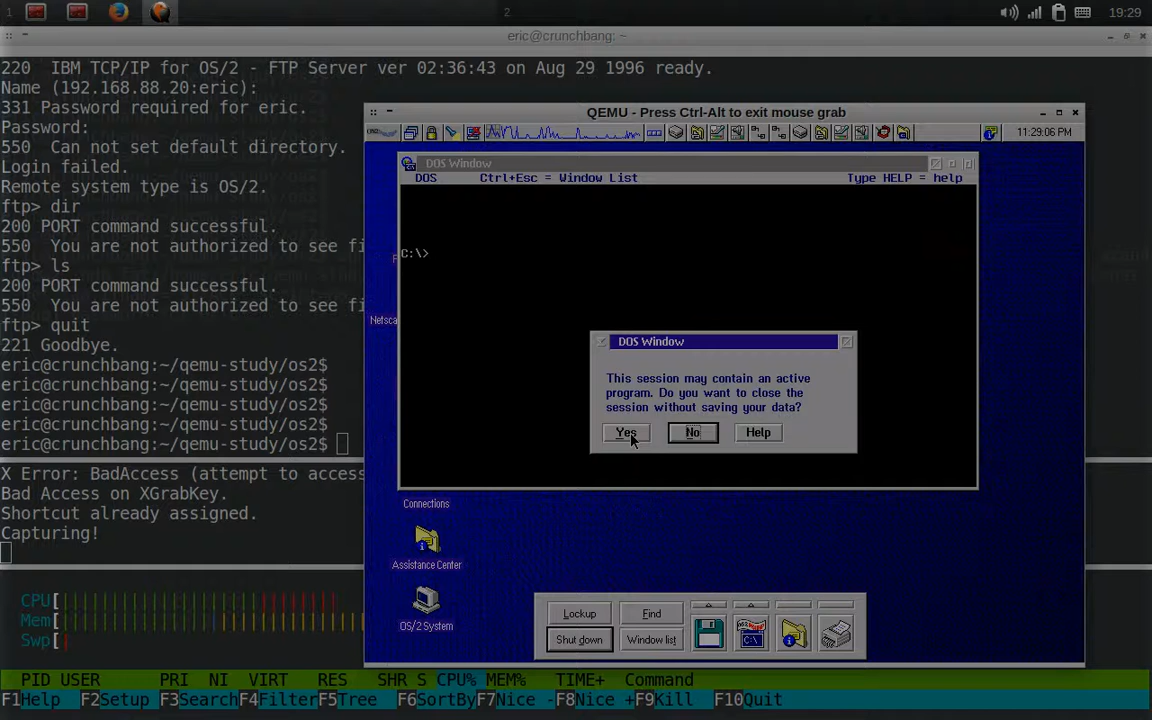 1
2
19:29
eric@crunchbang: ~
220  IBM TCP/IP for OS/2 - FTP Server ver 02:36:43 on Aug 29 1996 ready.
Name (192.168.88.20:eric):
331 Password required for eric.
Password:
550  Can not set default directory.
Login failed.
Remote system type is OS/2.
ftp> dir
200 PORT command successful.
550  You are not authorized to see fi
ftp> ls
200 PORT command successful.
550  You are not authorized to see fi
ftp> quit
221 Goodbye.
eric@crunchbang:~/qemu-study/os2$
eric@crunchbang:~/qemu-study/os2$
eric@crunchbang:~/qemu-study/os2$
eric@crunchbang:~/qemu-study/os2$
eric@crunchbang:~/qemu-study/os2$
X Error: BadAccess (attempt to access
Bad Access on XGrabKey.
Shortcut already assigned.
Capturing!
CPU[
Mem[
Swp[
PID USER      PRI  NI  VIRT   RES   SHR S CPU% MEM%   TIME+  Command
F1Help  F2Setup F3SearchF4FilterF5Tree  F6SortByF7Nice -F8Nice +F9Kill  F10Quit
QEMU - Press Ctrl-Alt to exit mouse grab
11:29:06 PM
DOS Window
DOS      Ctrl+Esc = Window List      Type HELP = help
C:\>
Netsca
DOS Window
This session may contain an active
program. Do you want to close the
session without saving your data?
Yes No Help
Connections
Assistance Center
OS/2 System
Lockup Find
Shut down Window list